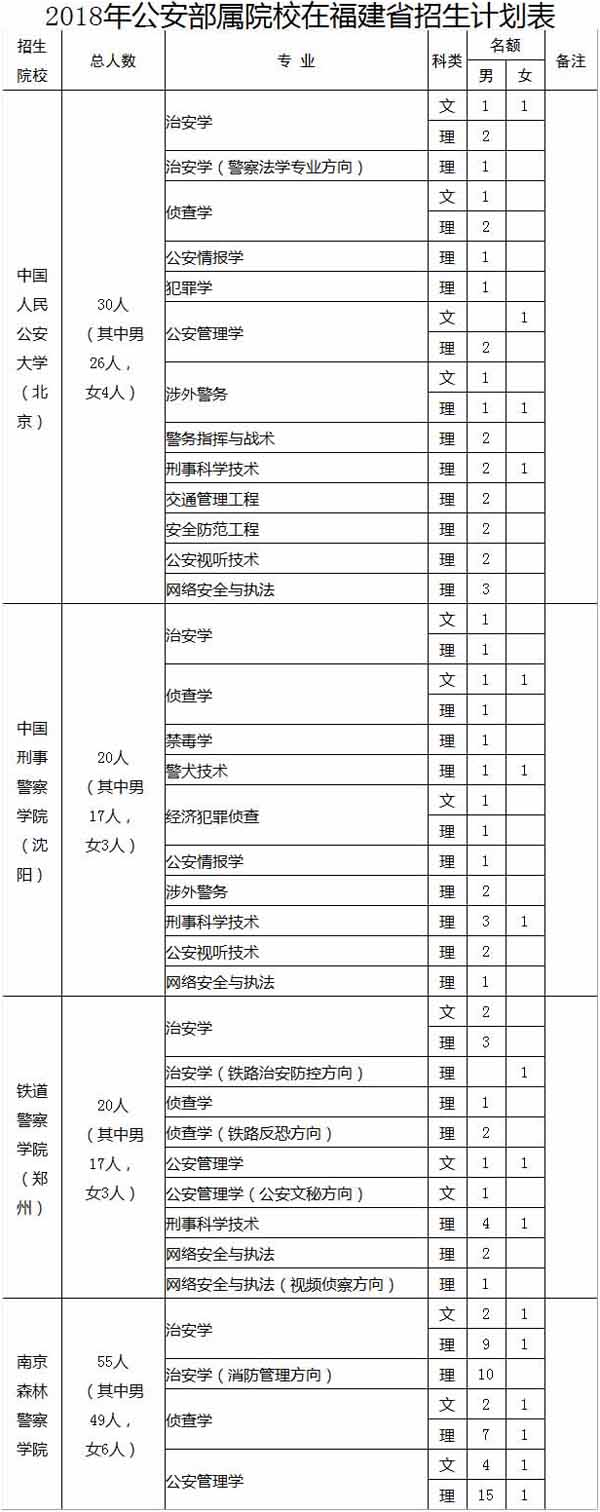 2018年公安部属院校在福建省招生计划表
招生院校 总人数 专 业 科类 名额 备注
男 女
中国人民公安大学（北京） 30人（其中男26人，女4人）
治安学 文 1 1
理 2
治安学（警察法学专业方向） 理 1
侦查学 文 1
理 2
公安情报学 理 1
犯罪学 理 1
公安管理学 文 1
理 2
涉外警务 文 1
理 1 1
警务指挥与战术 理 2
刑事科学技术 理 2 1
交通管理工程 理 2
安全防范工程 理 2
公安视听技术 理 2
网络安全与执法 理 3
中国刑事警察学院（沈阳） 20人（其中男17人，女3人）
治安学 文 1
理 1
侦查学 文 1 1
理 1
禁毒学 理 1
警犬技术 理 1 1
经济犯罪侦查 文 1
理 1
公安情报学 理 1
涉外警务 理 2
刑事科学技术 理 3 1
公安视听技术 理 2
网络安全与执法 理 1
铁道警察学院（郑州） 20人（其中男17人，女3人）
治安学 文 2
理 3
治安学（铁路治安防控方向） 理 1
侦查学 理 1
侦查学（铁路反恐方向） 理 2
公安管理学 文 1 1
公安管理学（公安文秘方向） 文 1
刑事科学技术 理 4 1
网络安全与执法 理 2
网络安全与执法（视频侦察方向） 理 1
南京森林警察学院 55人（其中男49人，女6人）
治安学 文 2 1
理 9 1
治安学（消防管理方向） 理 10
侦查学 文 2 1
理 7 1
公安管理学 文 4 1
理 15 1